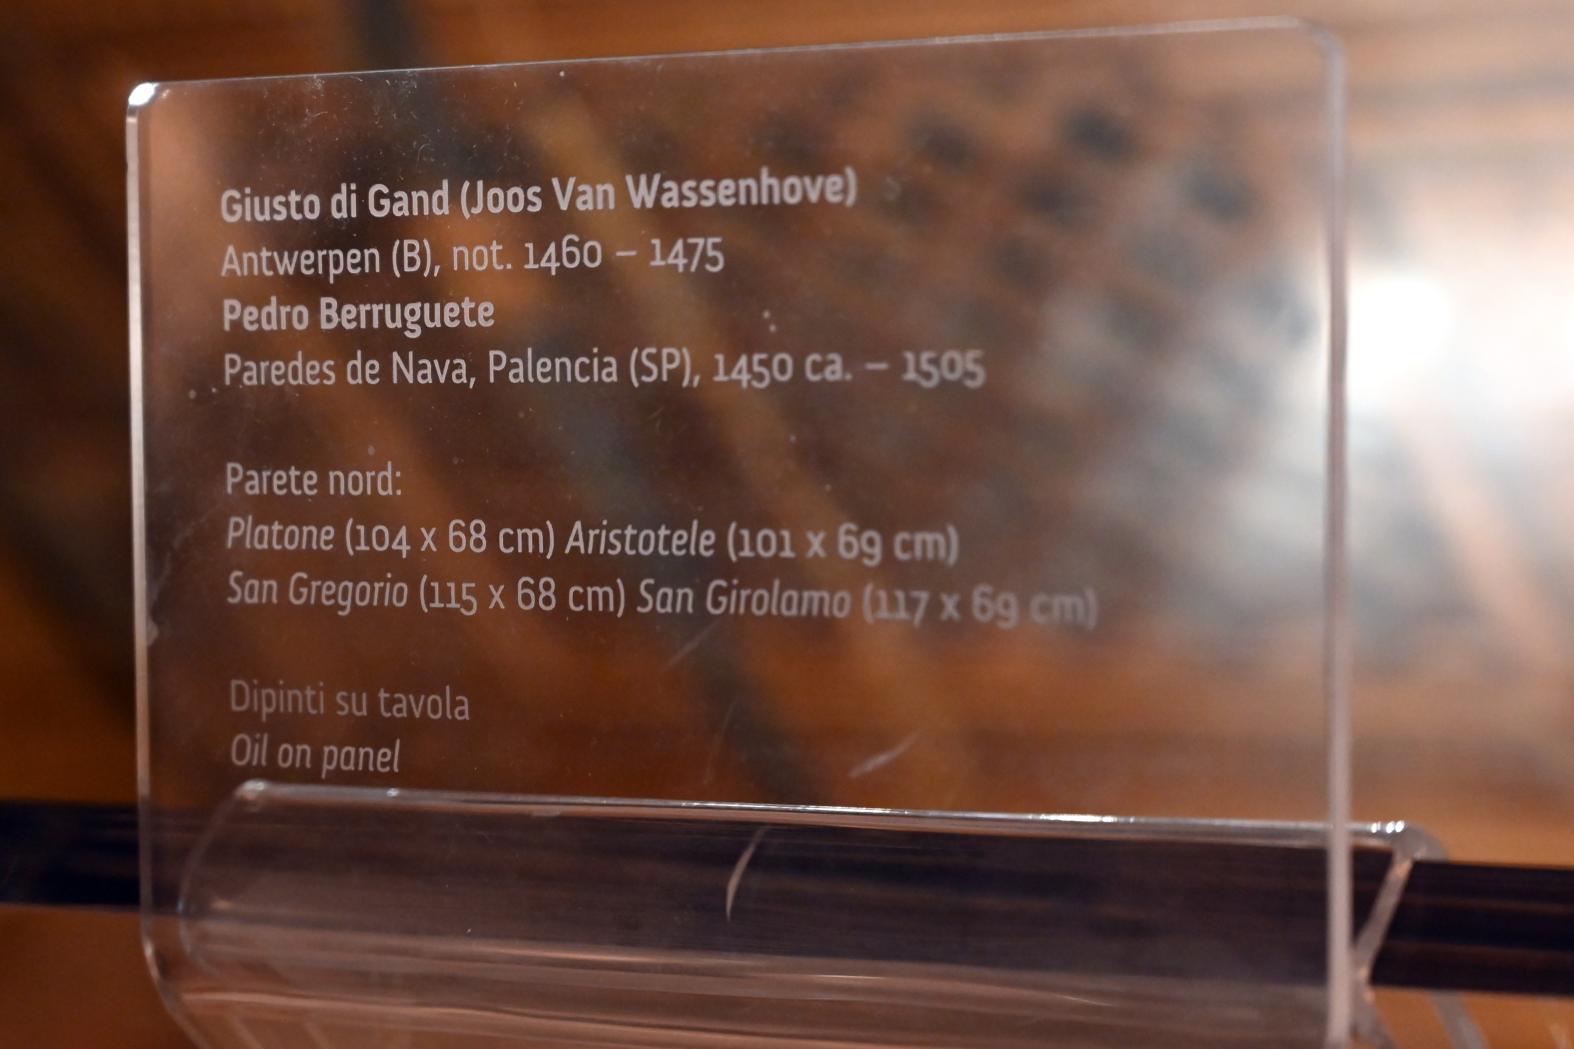 Giusto di Gand (Joos Van Wassenhove)
Antwerpen (B), not. 1460 – 1475
Pedro Berruguete
Paredes de Nava, Palencia (SP), 1450 ca. – 1505
Parete nord:
Platone (104 x 68 cm) Aristotele (101 x 69 cm)
San Gregorio (115 x 68 cm) San Girolamo (117 x 69 cm)
Dipinti su tavola
Oil on panel